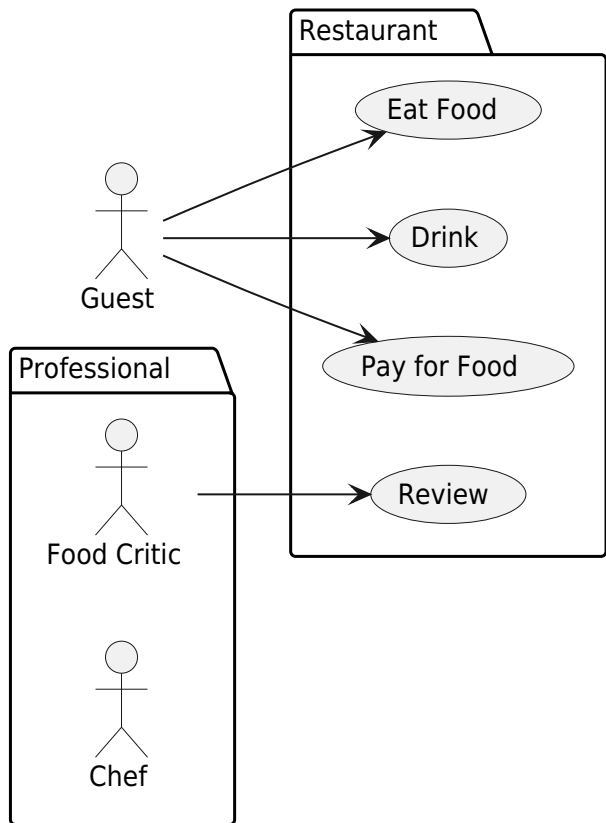 Restaurant
Eat Food
Drink
Guest
Pay for Food
Professional
Review
Food Critic
Chef